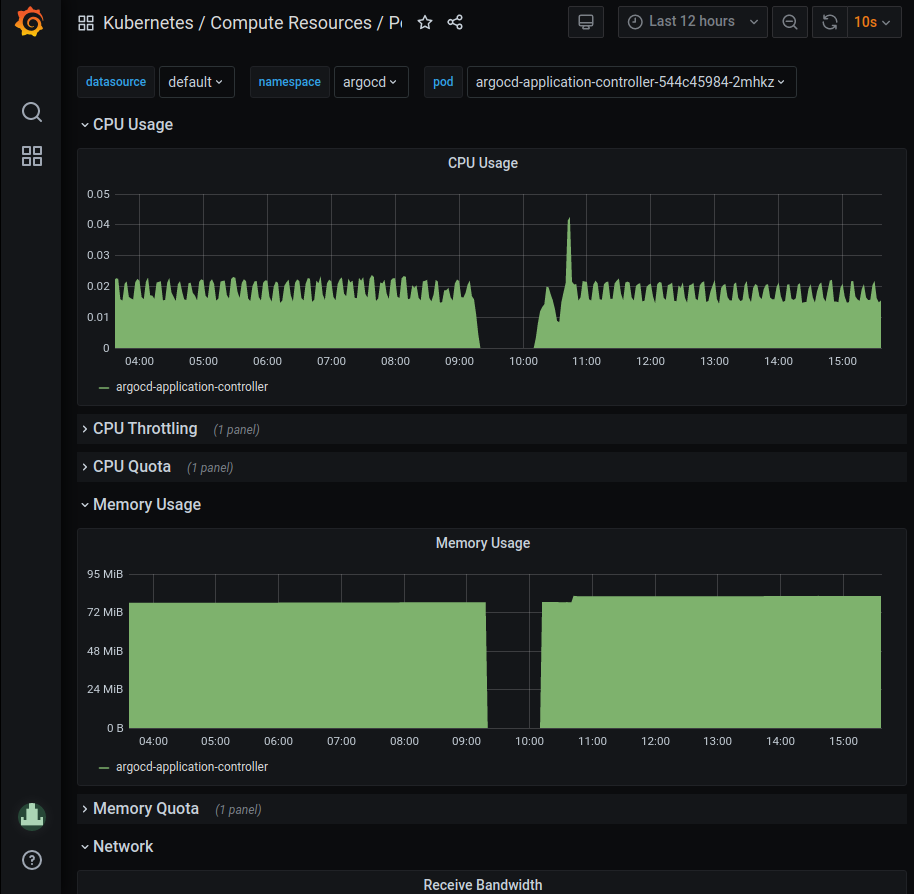 Kubernetes / Compute Resources / Po
Last 12 hours
10s
datasource default namespace argocd pod argocd-application-controller-544c45984-2mhkz
CPU Usage
CPU Usage
0.05
0.04
0.03
0.02
0.01
0
04:00 05:00 06:00 07:00 08:00 09:00 10:00 11:00 12:00 13:00 14:00 15:00
argocd-application-controller
CPU Throttling (1 panel)
CPU Quota (1 panel)
Memory Usage
Memory Usage
95 MiB
72 MiB
48 MiB
24 MiB
0 B
04:00 05:00 06:00 07:00 08:00 09:00 10:00 11:00 12:00 13:00 14:00 15:00
argocd-application-controller
Memory Quota (1 panel)
Network
Receive Bandwidth